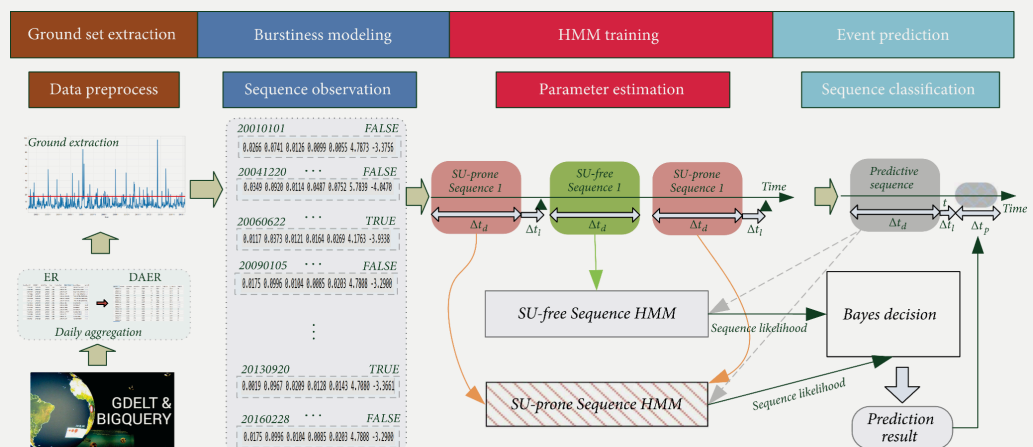 Ground set extraction
Burstiness modeling
HMM training
Event prediction
Data preprocess
Sequence observation
Parameter estimation
Sequence classification
Ground extraction
ER
DAER
Daily aggregation
GDELT &
BIGQUERY
20010101 ... FALSE
0.0266 0.0741 0.0126 0.0099 0.0055 4.7873 -3.3756
20041220 ... FALSE
0.0349 0.0920 0.0114 0.0487 0.0752 5.7839 -4.0470
20060622 ... TRUE
0.0117 0.0373 0.0121 0.0164 0.0269 4.1763 -3.9338
20090105 ... FALSE
0.0175 0.0996 0.0104 0.0085 0.0203 4.7808 -3.2900
20130920 ... TRUE
0.0019 0.0967 0.0209 0.0128 0.0143 4.7080 -3.3661
20160228 ... FALSE
0.0175 0.0996 0.0104 0.0085 0.0203 4.7808 -3.2900
SU-prone
Sequence 1
Δt_d
Δt_l
SU-free
Sequence 1
Δt_d
SU-prone
Sequence 1
Δt_d
Δt_l
Time
SU-free Sequence HMM
SU-prone Sequence HMM
Sequence likelihood
Sequence likelihood
Predictive
sequence
t
Δt_d
Δt_l
Δt_p
Time
Bayes decision
Prediction
result